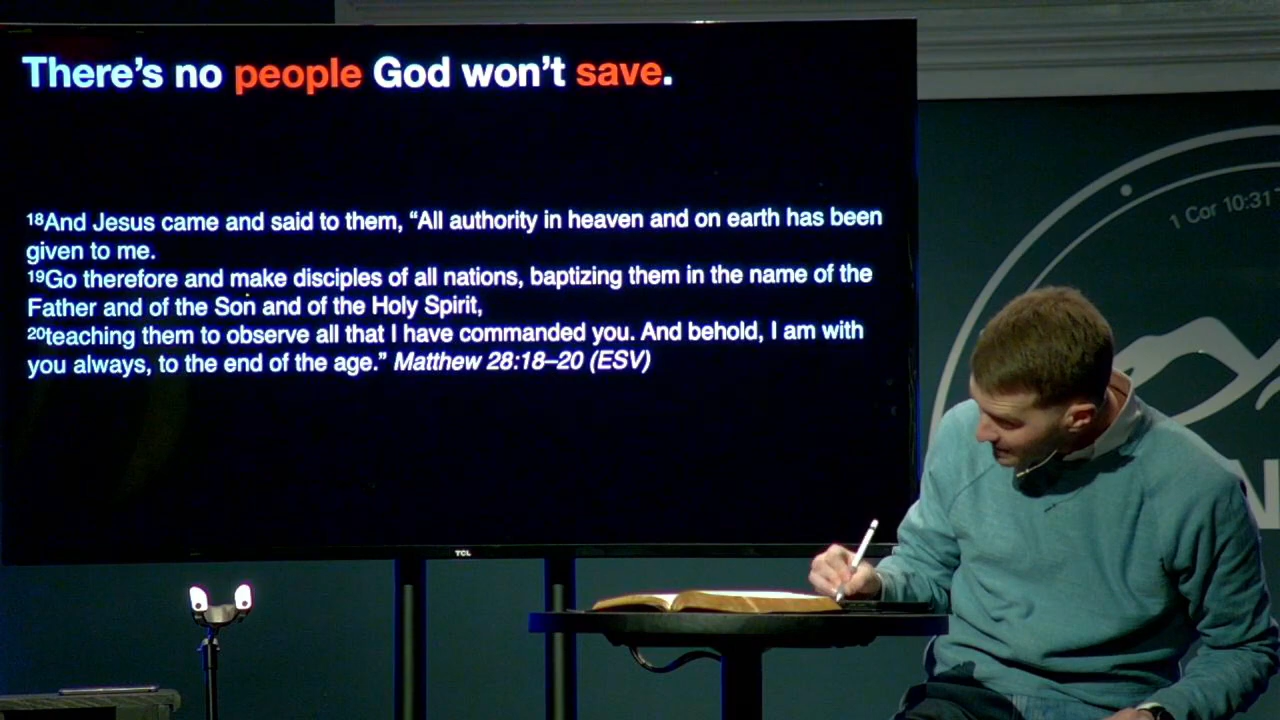 There's no people God won't save.
¹⁸And Jesus came and said to them, “All authority in heaven and on earth has been
given to me.
¹⁹Go therefore and make disciples of all nations, baptizing them in the name of the
Father and of the Son and of the Holy Spirit,
²⁰teaching them to observe all that I have commanded you. And behold, I am with
you always, to the end of the age.” Matthew 28:18–20 (ESV)
TCL
1 Cor 10:31